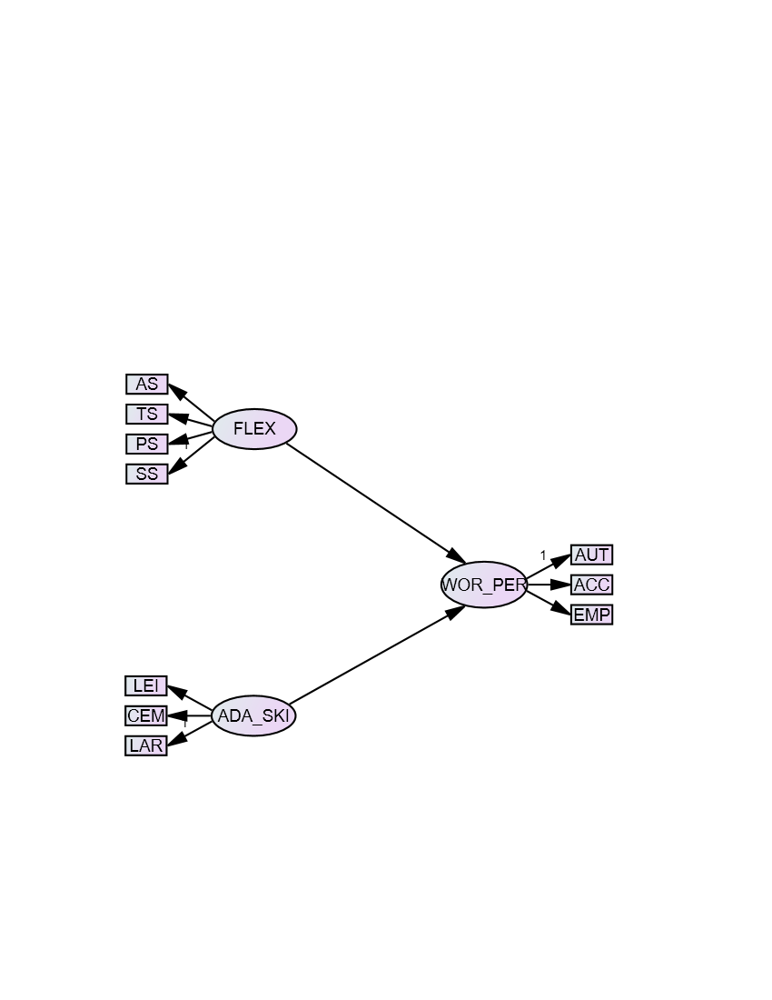 AS
TS
PS
1
SS
FLEX
1
AUT
WOR_PER
ACC
EMP
LEI
CEM
ADA_SKI
1
LAR